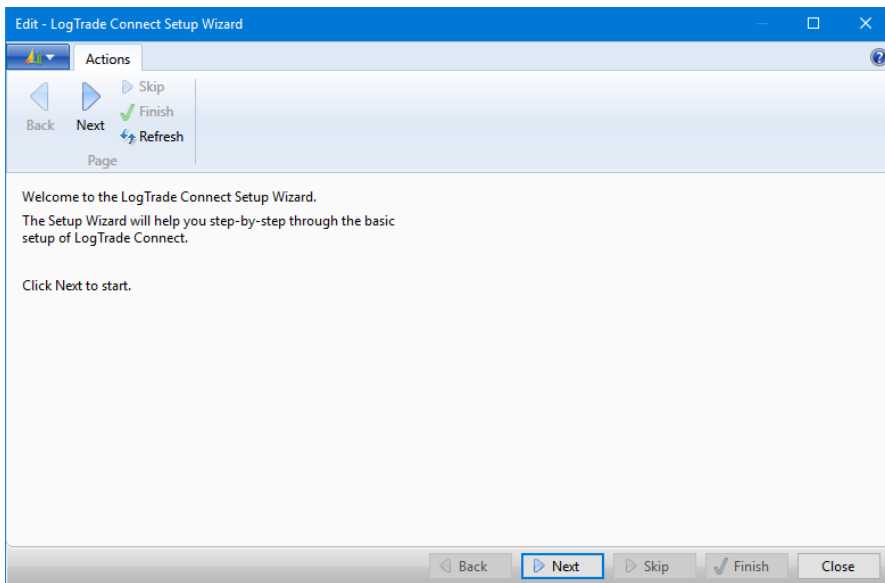 Edit - LogTrade Connect Setup Wizard
Actions
Back
Next
Skip
Finish
Refresh
Page
Welcome to the LogTrade Connect Setup Wizard.
The Setup Wizard will help you step-by-step through the basic
setup of LogTrade Connect.
Click Next to start.
Back Next Skip Finish Close